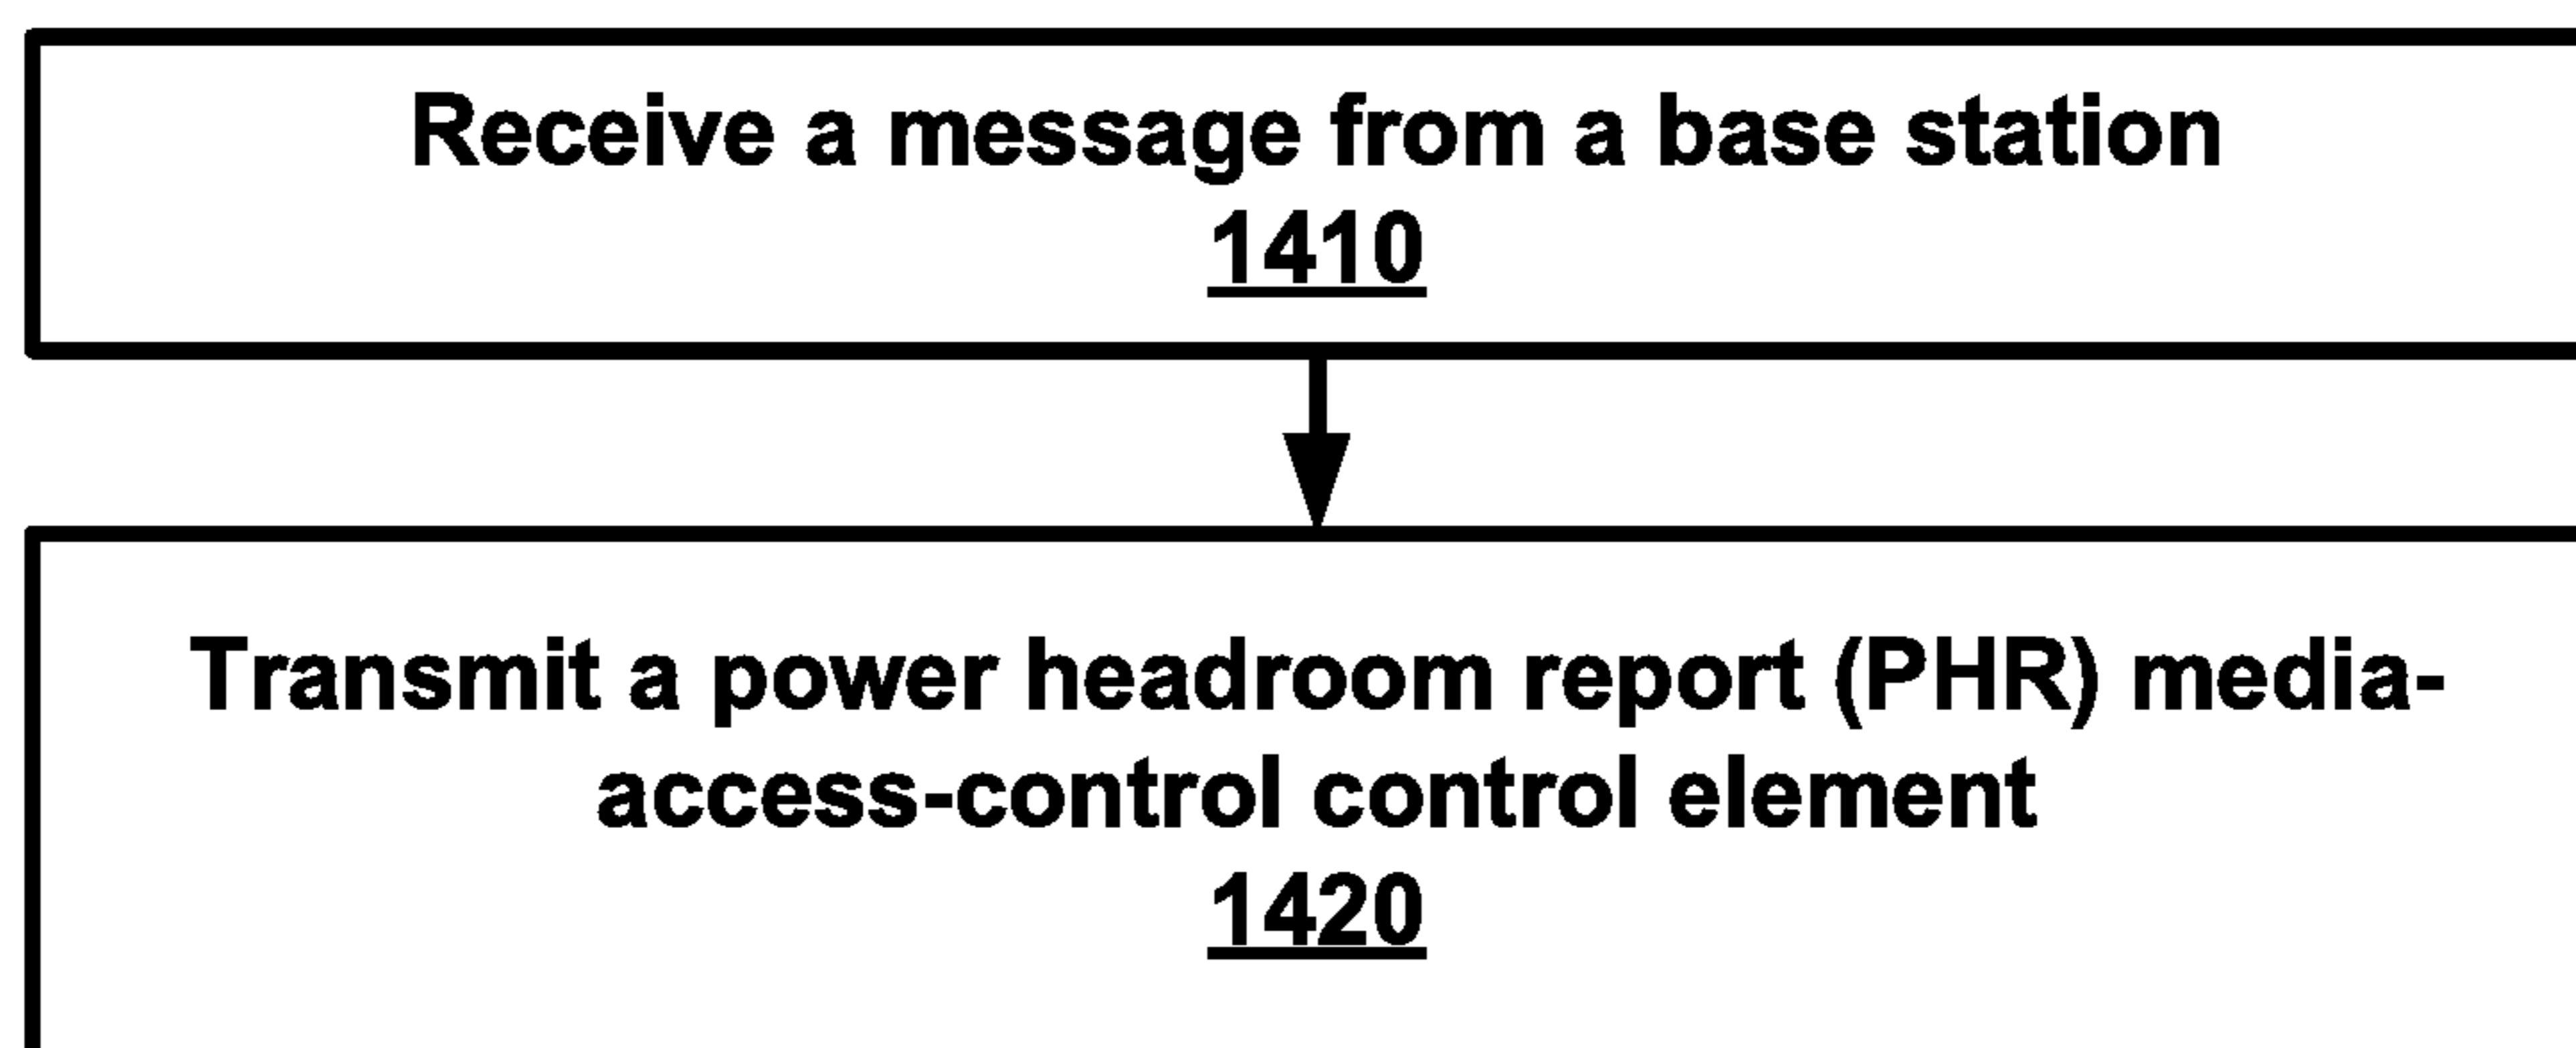 Receive a message from a base station
1410
Transmit a power headroom report (PHR) media-
access-control control element
1420